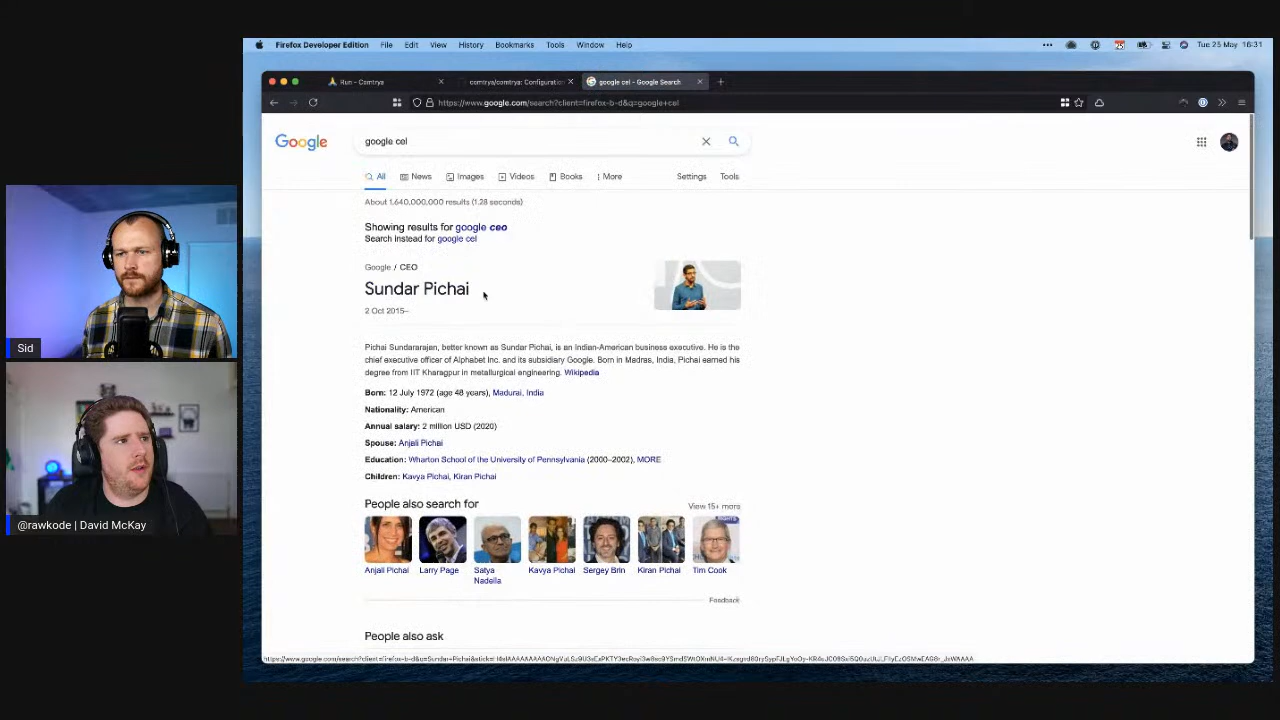 Firefox Developer Edition File Edit View History Bookmarks Tools Window Help
Tue 25 May 16:31
Run – Comtrya
comtrya/comtrya: Configuration
google cel - Google Search
https://www.google.com/search?client=firefox-b-d&q=google+cel
Google
google cel
All News Images Videos Books More Settings Tools
About 1,640,000,000 results (1.28 seconds)
Showing results for google ceo
Search instead for google cel
Google / CEO
Sundar Pichai
2 Oct 2015–
Pichai Sundararajan, better known as Sundar Pichai, is an Indian-American business executive. He is the
chief executive officer of Alphabet Inc. and its subsidiary Google. Born in Madras, India, Pichai earned his
degree from IIT Kharagpur in metallurgical engineering. Wikipedia
Born: 12 July 1972 (age 48 years), Madurai, India
Nationality: American
Annual salary: 2 million USD (2020)
Spouse: Anjali Pichai
Education: Wharton School of the University of Pennsylvania (2000–2002), MORE
Children: Kavya Pichai, Kiran Pichai
People also search for
View 15+ more
Anjali Pichai
Larry Page
Satya
Nadella
Kavya Pichai
Sergey Brin
Kiran Pichai
Tim Cook
Feedback
People also ask
Sid
@rawkode | David McKay